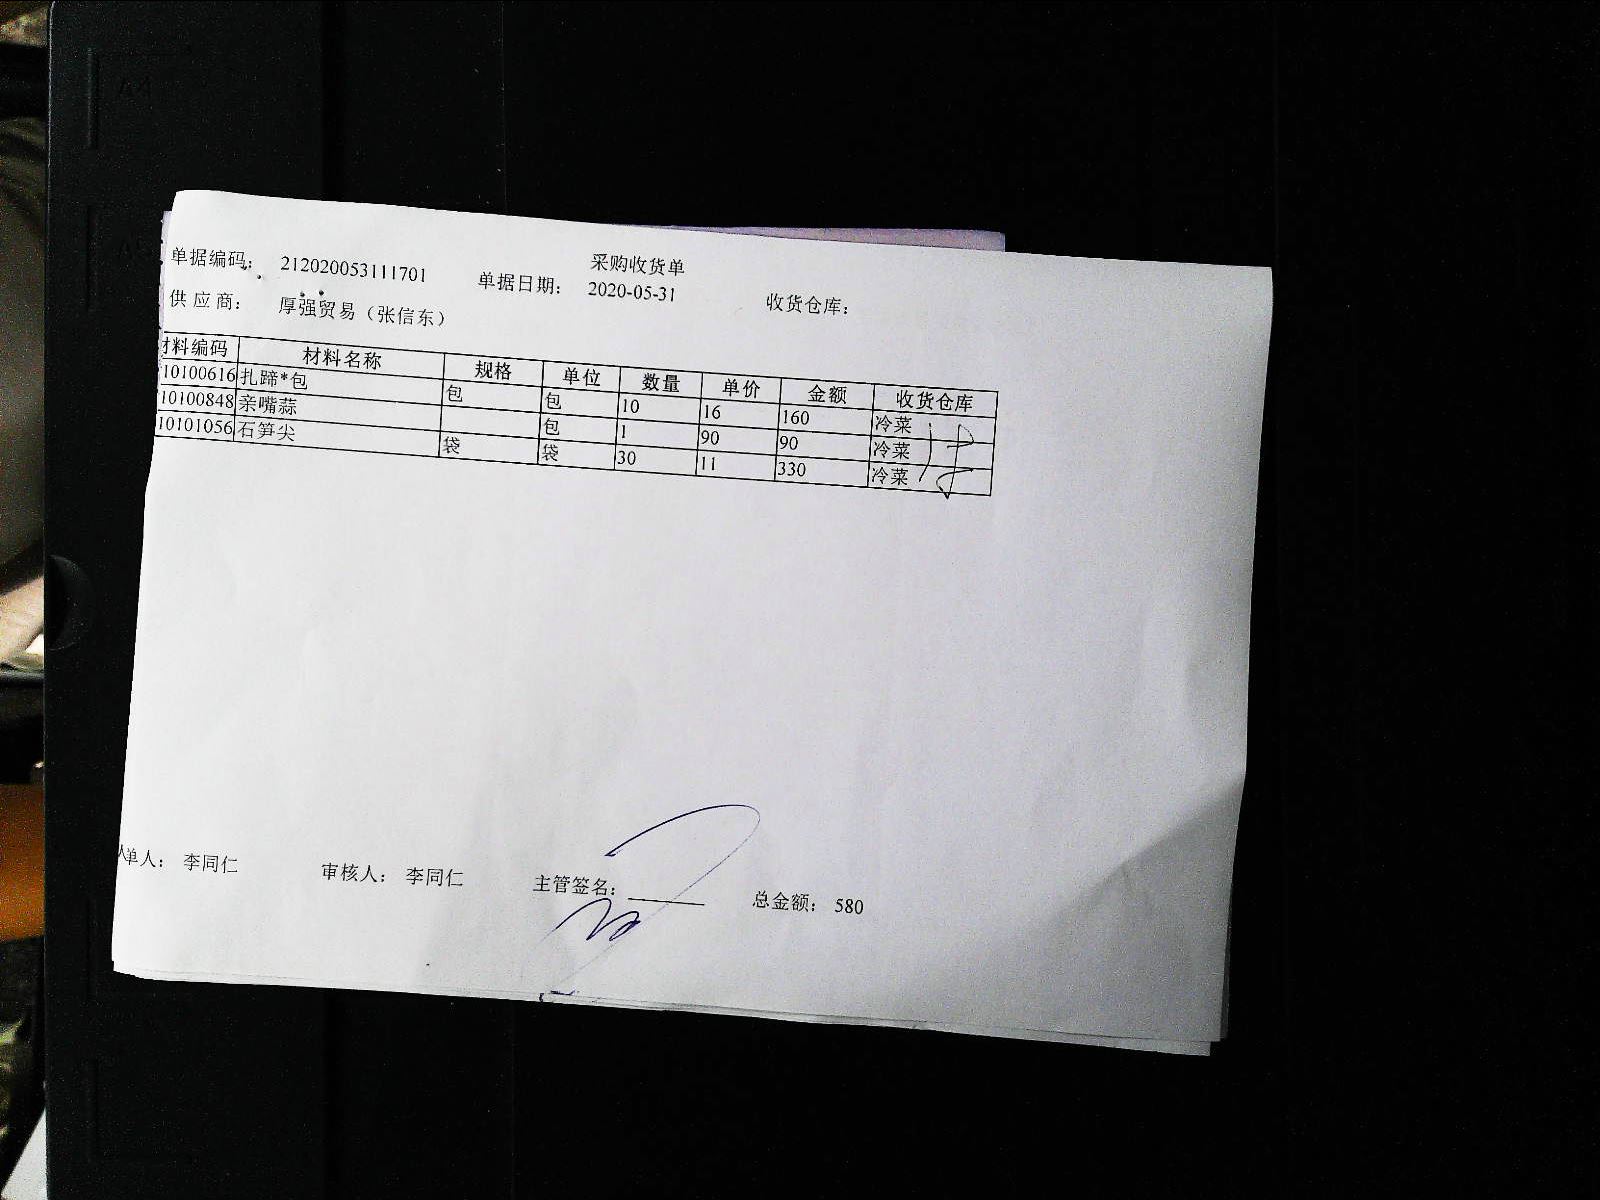 采购收货单
单据编码： 212020053111701 单据日期： 2020-05-31 收货仓库：
供应商： 厚强贸易（张信东）
材料编码 材料名称 规格 单位 数量 单价 金额 收货仓库
10100616 扎蹄*包 包 包 10 16 160 冷菜
10100848 亲嘴蒜 包 1 90 90 冷菜
10101056 石笋尖 袋 袋 30 11 330 冷菜
单人： 李同仁 审核人： 李同仁 主管签名： 总金额： 580